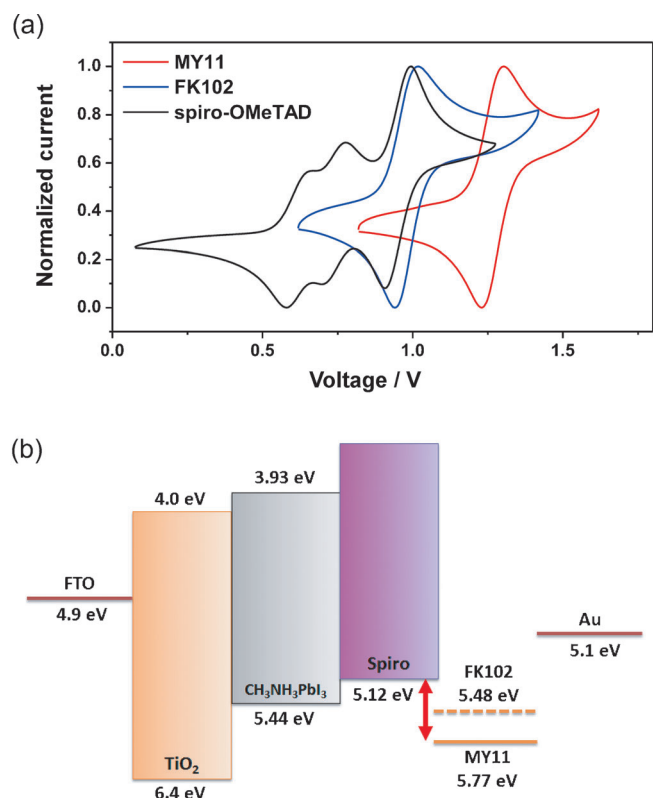 (a)
MY11
FK102
spiro-OMeTAD
Normalized current
1.0
0.8
0.6
0.4
0.2
0.0
0.0 0.5 1.0 1.5
Voltage / V
(b)
3.93 eV
4.0 eV
FTO
4.9 eV
Au
5.1 eV
Spiro
5.12 eV
FK102
5.48 eV
CH₃NH₃PbI₃
5.44 eV
MY11
5.77 eV
TiO₂
6.4 eV